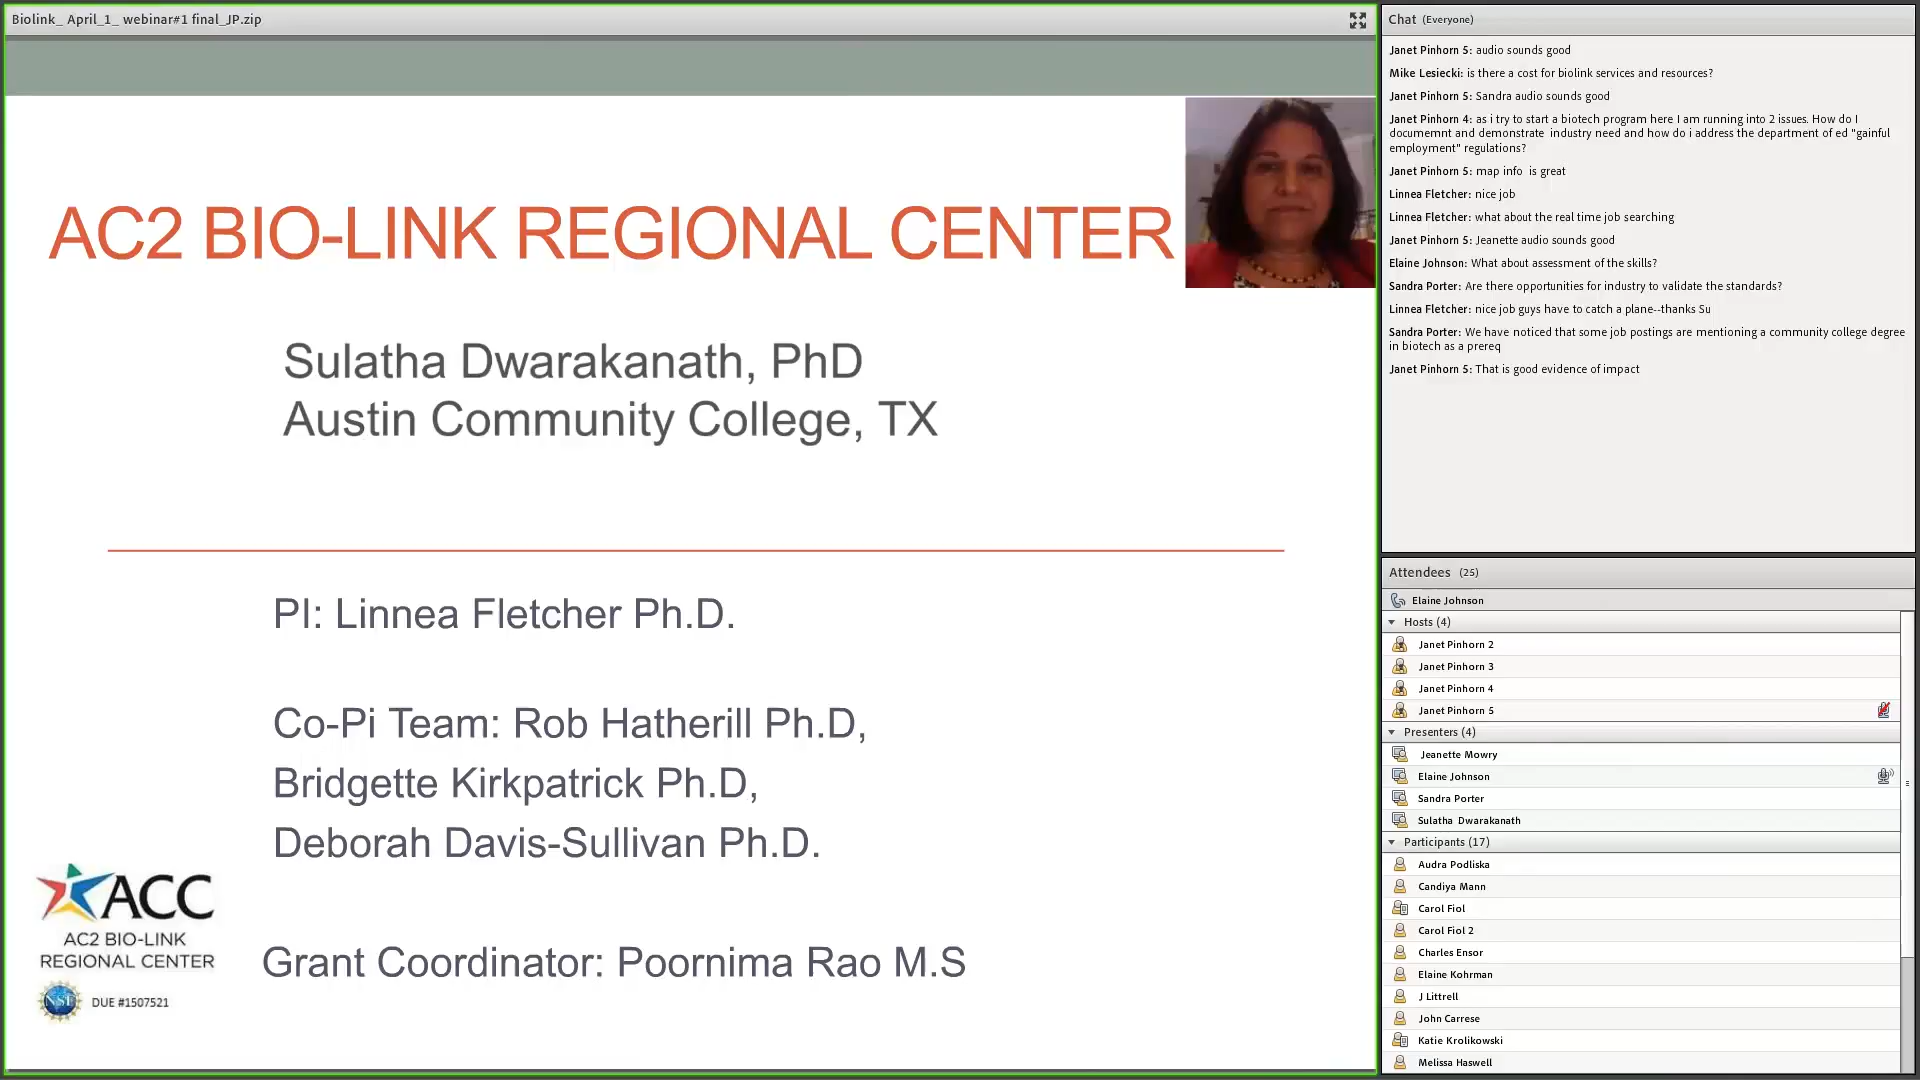 Biolink_ April_1_ webinar#1 final_JP.zip
AC2 BIO-LINK REGIONAL CENTER
Sulatha Dwarakanath, PhD
Austin Community College, TX
PI: Linnea Fletcher Ph.D.
Co-Pi Team: Rob Hatherill Ph.D,
Bridgette Kirkpatrick Ph.D,
Deborah Davis-Sullivan Ph.D.
Grant Coordinator: Poornima Rao M.S
ACC
AC2 BIO-LINK
REGIONAL CENTER
NSF
DUE #1507521
Chat (Everyone)
Janet Pinhorn 5: audio sounds good
Mike Lesiecki: is there a cost for biolink services and resources?
Janet Pinhorn 5: Sandra audio sounds good
Janet Pinhorn 4: as i try to start a biotech program here I am running into 2 issues. How do I
documemnt and demonstrate industry need and how do i address the department of ed "gainful
employment" regulations?
Janet Pinhorn 5: map info is great
Linnea Fletcher: nice job
Linnea Fletcher: what about the real time job searching
Janet Pinhorn 5: Jeanette audio sounds good
Elaine Johnson: What about assessment of the skills?
Sandra Porter: Are there opportunities for industry to validate the standards?
Linnea Fletcher: nice job guys have to catch a plane--thanks Su
Sandra Porter: We have noticed that some job postings are mentioning a community college degree
in biotech as a prereq
Janet Pinhorn 5: That is good evidence of impact
Attendees (25)
Elaine Johnson
Hosts (4)
Janet Pinhorn 2
Janet Pinhorn 3
Janet Pinhorn 4
Janet Pinhorn 5
Presenters (4)
Jeanette Mowry
Elaine Johnson
Sandra Porter
Sulatha Dwarakanath
Participants (17)
Audra Podliska
Candiya Mann
Carol Fiol
Carol Fiol 2
Charles Ensor
Elaine Kohrman
J Littrell
John Carrese
Katie Krolikowski
Melissa Haswell